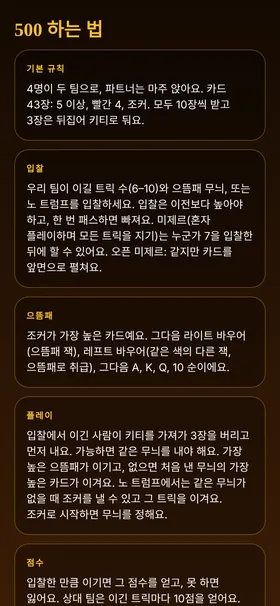 500 하는 법
기본 규칙
4명이 두 팀으로, 파트너는 마주 앉아요. 카드
43장: 5 이상, 빨간 4, 조커. 모두 10장씩 받고
3장은 뒤집어 키티로 둬요.
입찰
우리 팀이 이길 트릭 수(6–10)와 으뜸패 무늬, 또는
노 트럼프를 입찰하세요. 입찰은 이전보다 높아야
하고, 한 번 패스하면 빠져요. 미제르(혼자
플레이하며 모든 트릭을 지기)는 누군가 7을 입찰한
뒤에 할 수 있어요. 오픈 미제르: 같지만 카드를
앞면으로 펼쳐요.
으뜸패
조커가 가장 높은 카드예요. 그다음 라이트 바우어
(으뜸패 잭), 레프트 바우어(같은 색의 다른 잭,
으뜸패로 취급), 그다음 A, K, Q, 10 순이에요.
플레이
입찰에서 이긴 사람이 키티를 가져가 3장을 버리고
먼저 내요. 가능하면 같은 무늬를 내야 해요. 가장
높은 으뜸패가 이기고, 없으면 처음 낸 무늬의 가장
높은 카드가 이겨요. 노 트럼프에서는 같은 무늬가
없을 때 조커를 낼 수 있고 그 트릭을 이겨요.
조커로 시작하면 무늬를 정해요.
점수
입찰한 만큼 이기면 그 점수를 얻고, 못 하면
잃어요. 상대 팀은 이긴 트릭마다 10점을 얻어요.